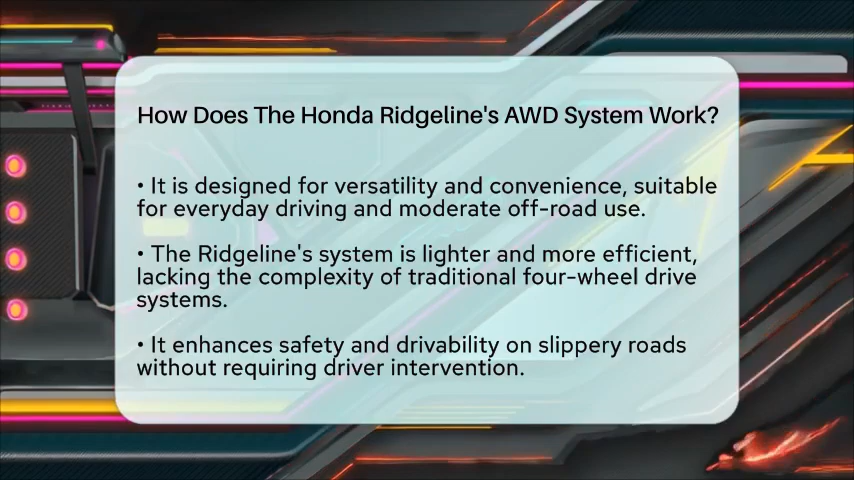 How Does The Honda Ridgeline's AWD System Work?
• It is designed for versatility and convenience, suitable
for everyday driving and moderate off-road use.
• The Ridgeline's system is lighter and more efficient,
lacking the complexity of traditional four-wheel drive
systems.
• It enhances safety and drivability on slippery roads
without requiring driver intervention.